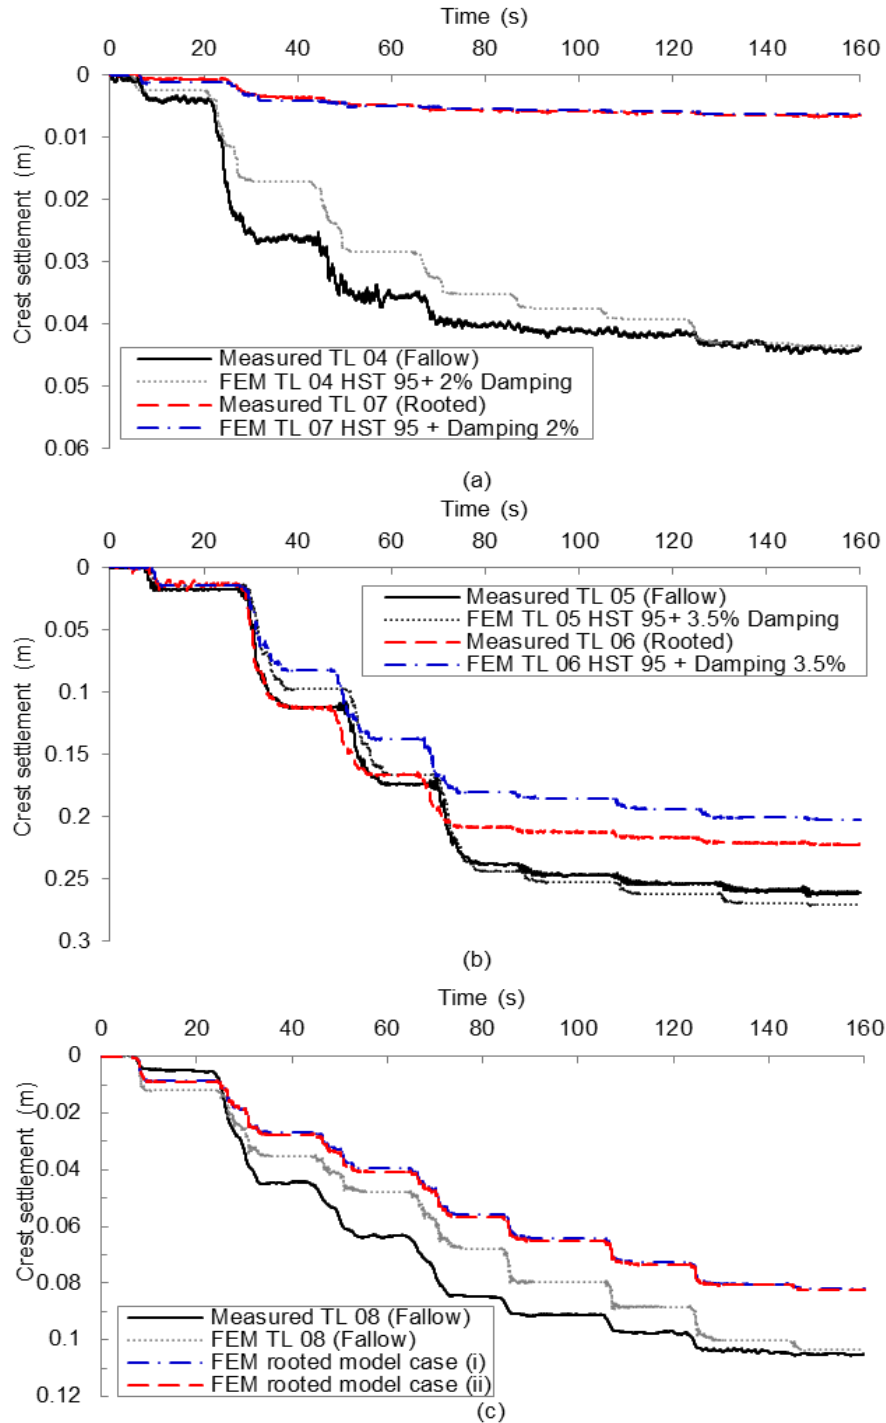 Time (s)
0 20 40 60 80 100 120 140 160
0
0.01
0.02
0.03
0.04
0.05
0.06
Crest settlement (m)
Measured TL 04 (Fallow)
FEM TL 04 HST 95+ 2% Damping
Measured TL 07 (Rooted)
FEM TL 07 HST 95 + Damping 2%
(a)
Time (s)
0 20 40 60 80 100 120 140 160
0
0.05
0.1
0.15
0.2
0.25
0.3
Crest settlement (m)
Measured TL 05 (Fallow)
FEM TL 05 HST 95+ 3.5% Damping
Measured TL 06 (Rooted)
FEM TL 06 HST 95 + Damping 3.5%
(b)
Time (s)
0 20 40 60 80 100 120 140 160
0
0.02
0.04
0.06
0.08
0.1
0.12
Crest settlement (m)
Measured TL 08 (Fallow)
FEM TL 08 (Fallow)
FEM rooted model case (i)
FEM rooted model case (ii)
(c)